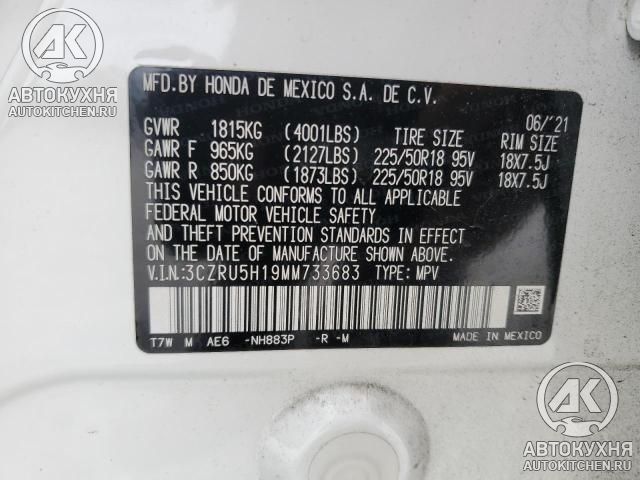 AK
АВТОКУХНЯ
AUTOKITCHEN.RU
MFD.BY HONDA DE MEXICO S.A. DE C.V.
06/'21
GVWR 1815KG (4001LBS) TIRE SIZE RIM SIZE
GAWR F 965KG (2127LBS) 225/50R18 95V 18X7.5J
GAWR R 850KG (1873LBS) 225/50R18 95V 18X7.5J
THIS VEHICLE CONFORMS TO ALL APPLICABLE
FEDERAL MOTOR VEHICLE SAFETY
AND THEFT PREVENTION STANDARDS IN EFFECT
ON THE DATE OF MANUFACTURE SHOWN ABOVE.
V.I.N.:3CZRU5H19MM733683 TYPE: MPV
T7W M AE6 -NH883P -R -M
MADE IN MEXICO
AK
АВТОКУХНЯ
AUTOKITCHEN.RU